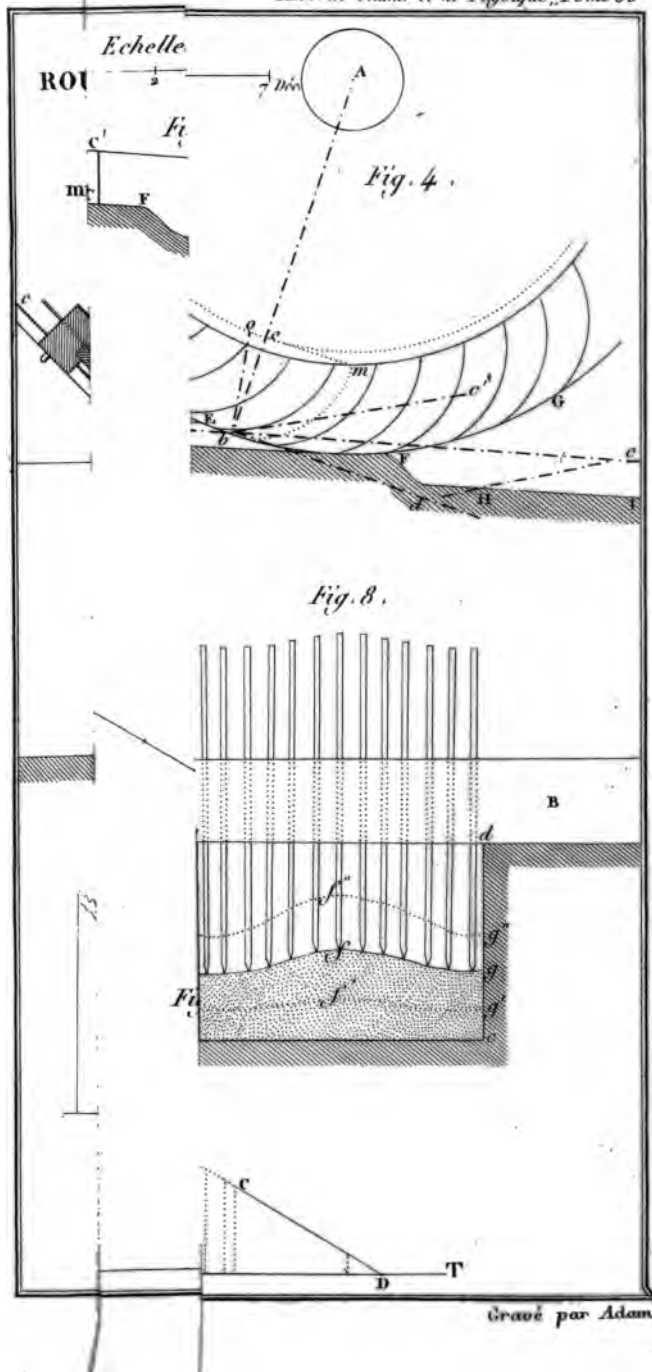 Echelle
ROU
2
7 Déc
A
Fi
c'
Fig. 4.
m
F
e
a
c
m
c"
G
E
b
F
e
d
H
I
Fig. 8.
B
d
f"
g"
f
g
Fi
f'
g'
c
C
T
D
Gravé par Adam